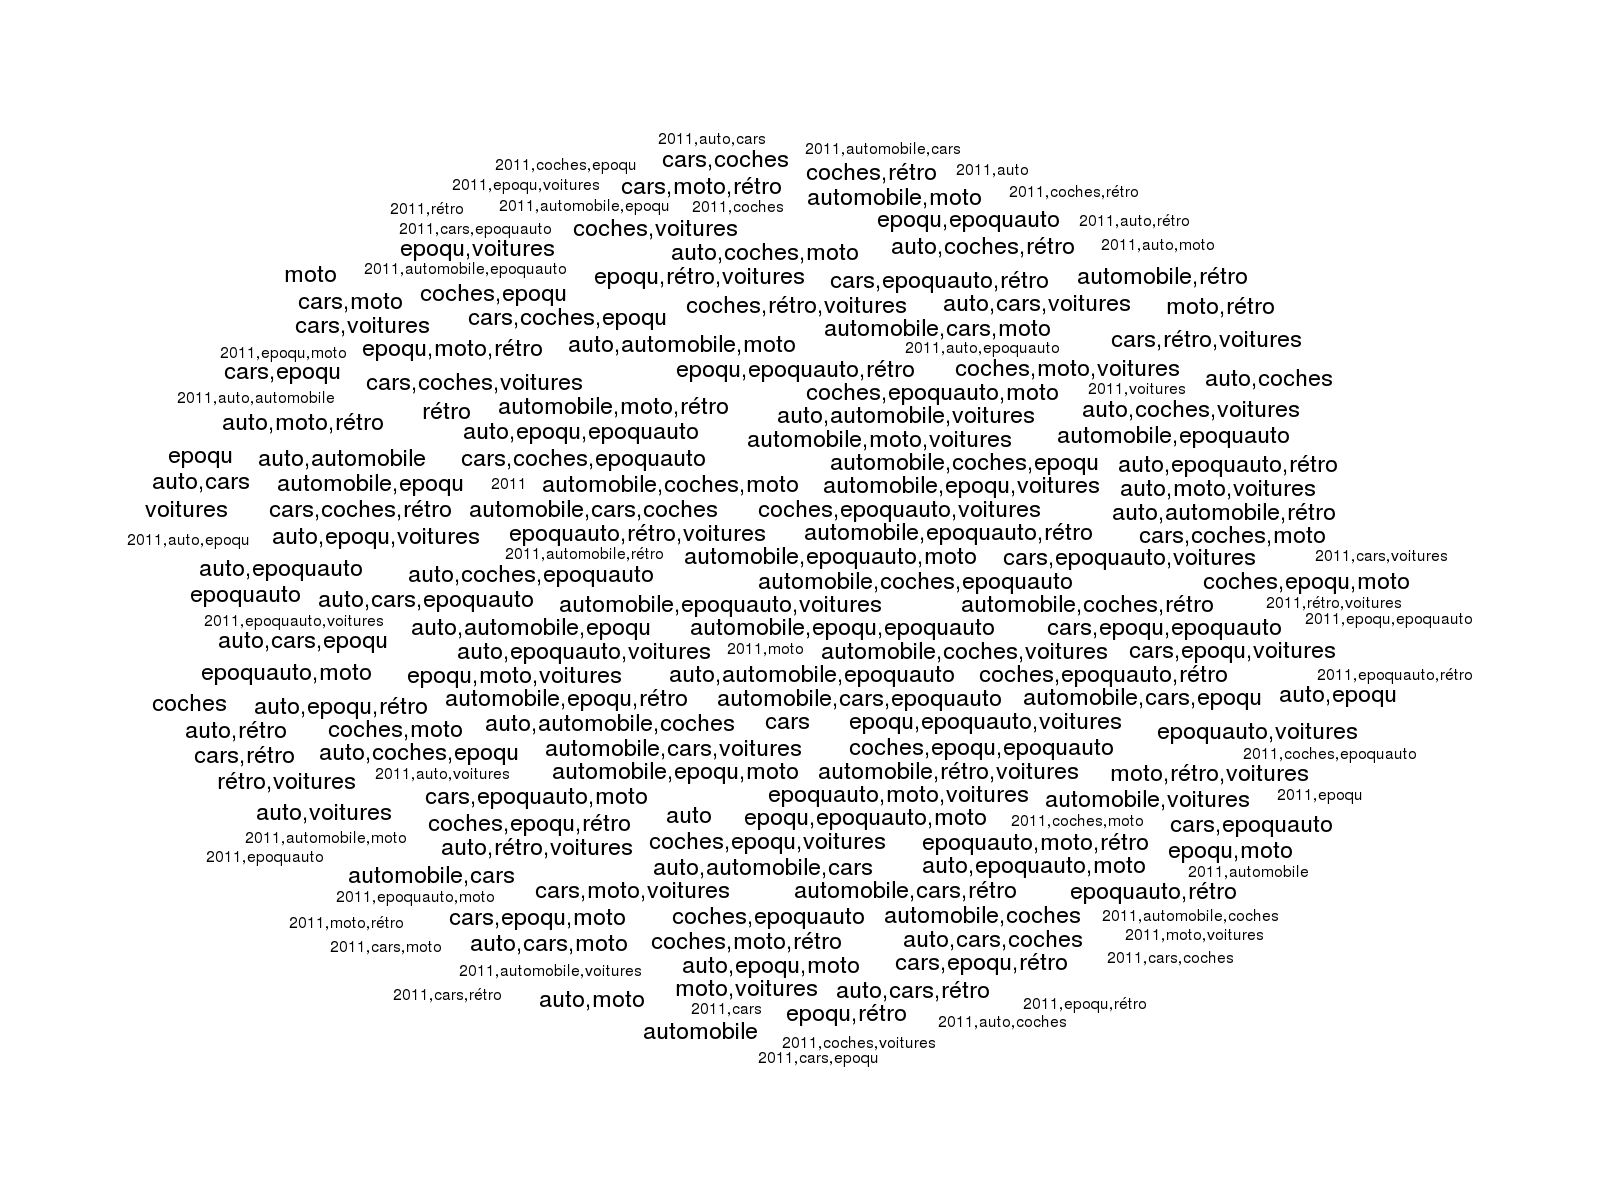 2011,auto,cars
2011,automobile,cars
2011,coches,epoqu
cars,coches
coches,rétro
2011,auto
2011,epoqu,voitures
cars,moto,rétro
automobile,moto
2011,coches,rétro
2011,rétro
2011,automobile,epoqu
2011,coches
epoqu,epoquauto
2011,auto,rétro
2011,cars,epoquauto
coches,voitures
epoqu,voitures
auto,coches,moto
auto,coches,rétro
2011,auto,moto
moto
2011,automobile,epoquauto
epoqu,rétro,voitures
cars,epoquauto,rétro
automobile,rétro
cars,moto
coches,epoqu
coches,rétro,voitures
auto,cars,voitures
moto,rétro
cars,voitures
cars,coches,epoqu
automobile,cars,moto
cars,rétro,voitures
2011,epoqu,moto
epoqu,moto,rétro
auto,automobile,moto
2011,auto,epoquauto
cars,epoqu
cars,coches,voitures
epoqu,epoquauto,rétro
coches,moto,voitures
auto,coches
2011,auto,automobile
coches,epoquauto,moto
2011,voitures
auto,moto,rétro
rétro
automobile,moto,rétro
auto,automobile,voitures
auto,coches,voitures
auto,epoqu,epoquauto
automobile,moto,voitures
automobile,epoquauto
epoqu
auto,automobile
cars,coches,epoquauto
automobile,coches,epoqu
auto,epoquauto,rétro
auto,cars
automobile,epoqu
2011
automobile,coches,moto
automobile,epoqu,voitures
auto,moto,voitures
voitures
cars,coches,rétro
automobile,cars,coches
coches,epoquauto,voitures
auto,automobile,rétro
2011,auto,epoqu
auto,epoqu,voitures
epoquauto,rétro,voitures
automobile,epoquauto,rétro
cars,coches,moto
2011,automobile,rétro
automobile,epoquauto,moto
cars,epoquauto,voitures
2011,cars,voitures
auto,epoquauto
auto,coches,epoquauto
automobile,coches,epoquauto
coches,epoqu,moto
epoquauto
auto,cars,epoquauto
automobile,epoquauto,voitures
automobile,coches,rétro
2011,rétro,voitures
2011,epoquauto,voitures
auto,automobile,epoqu
automobile,epoqu,epoquauto
cars,epoqu,epoquauto
2011,epoqu,epoquauto
auto,cars,epoqu
auto,epoquauto,voitures
2011,moto
automobile,coches,voitures
cars,epoqu,voitures
epoquauto,moto
epoqu,moto,voitures
auto,automobile,epoquauto
coches,epoquauto,rétro
2011,epoquauto,rétro
coches
auto,epoqu,rétro
automobile,epoqu,rétro
automobile,cars,epoquauto
automobile,cars,epoqu
auto,epoqu
auto,rétro
coches,moto
auto,automobile,coches
cars
epoqu,epoquauto,voitures
epoquauto,voitures
cars,rétro
auto,coches,epoqu
automobile,cars,voitures
coches,epoqu,epoquauto
2011,coches,epoquauto
rétro,voitures
2011,auto,voitures
automobile,epoqu,moto
automobile,rétro,voitures
moto,rétro,voitures
cars,epoquauto,moto
epoquauto,moto,voitures
automobile,voitures
2011,epoqu
auto,voitures
coches,epoqu,rétro
auto
epoqu,epoquauto,moto
2011,coches,moto
cars,epoquauto
2011,automobile,moto
auto,rétro,voitures
coches,epoqu,voitures
epoquauto,moto,rétro
epoqu,moto
2011,epoquauto
auto,automobile,cars
auto,epoquauto,moto
2011,automobile
automobile,cars
2011,epoquauto,moto
cars,moto,voitures
automobile,cars,rétro
epoquauto,rétro
2011,moto,rétro
cars,epoqu,moto
coches,epoquauto
automobile,coches
2011,automobile,coches
2011,cars,moto
auto,cars,moto
coches,moto,rétro
auto,cars,coches
2011,moto,voitures
2011,automobile,voitures
auto,epoqu,moto
cars,epoqu,rétro
2011,cars,coches
2011,cars,rétro
auto,moto
moto,voitures
auto,cars,rétro
2011,cars
epoqu,rétro
2011,epoqu,rétro
automobile
2011,auto,coches
2011,coches,voitures
2011,cars,epoqu